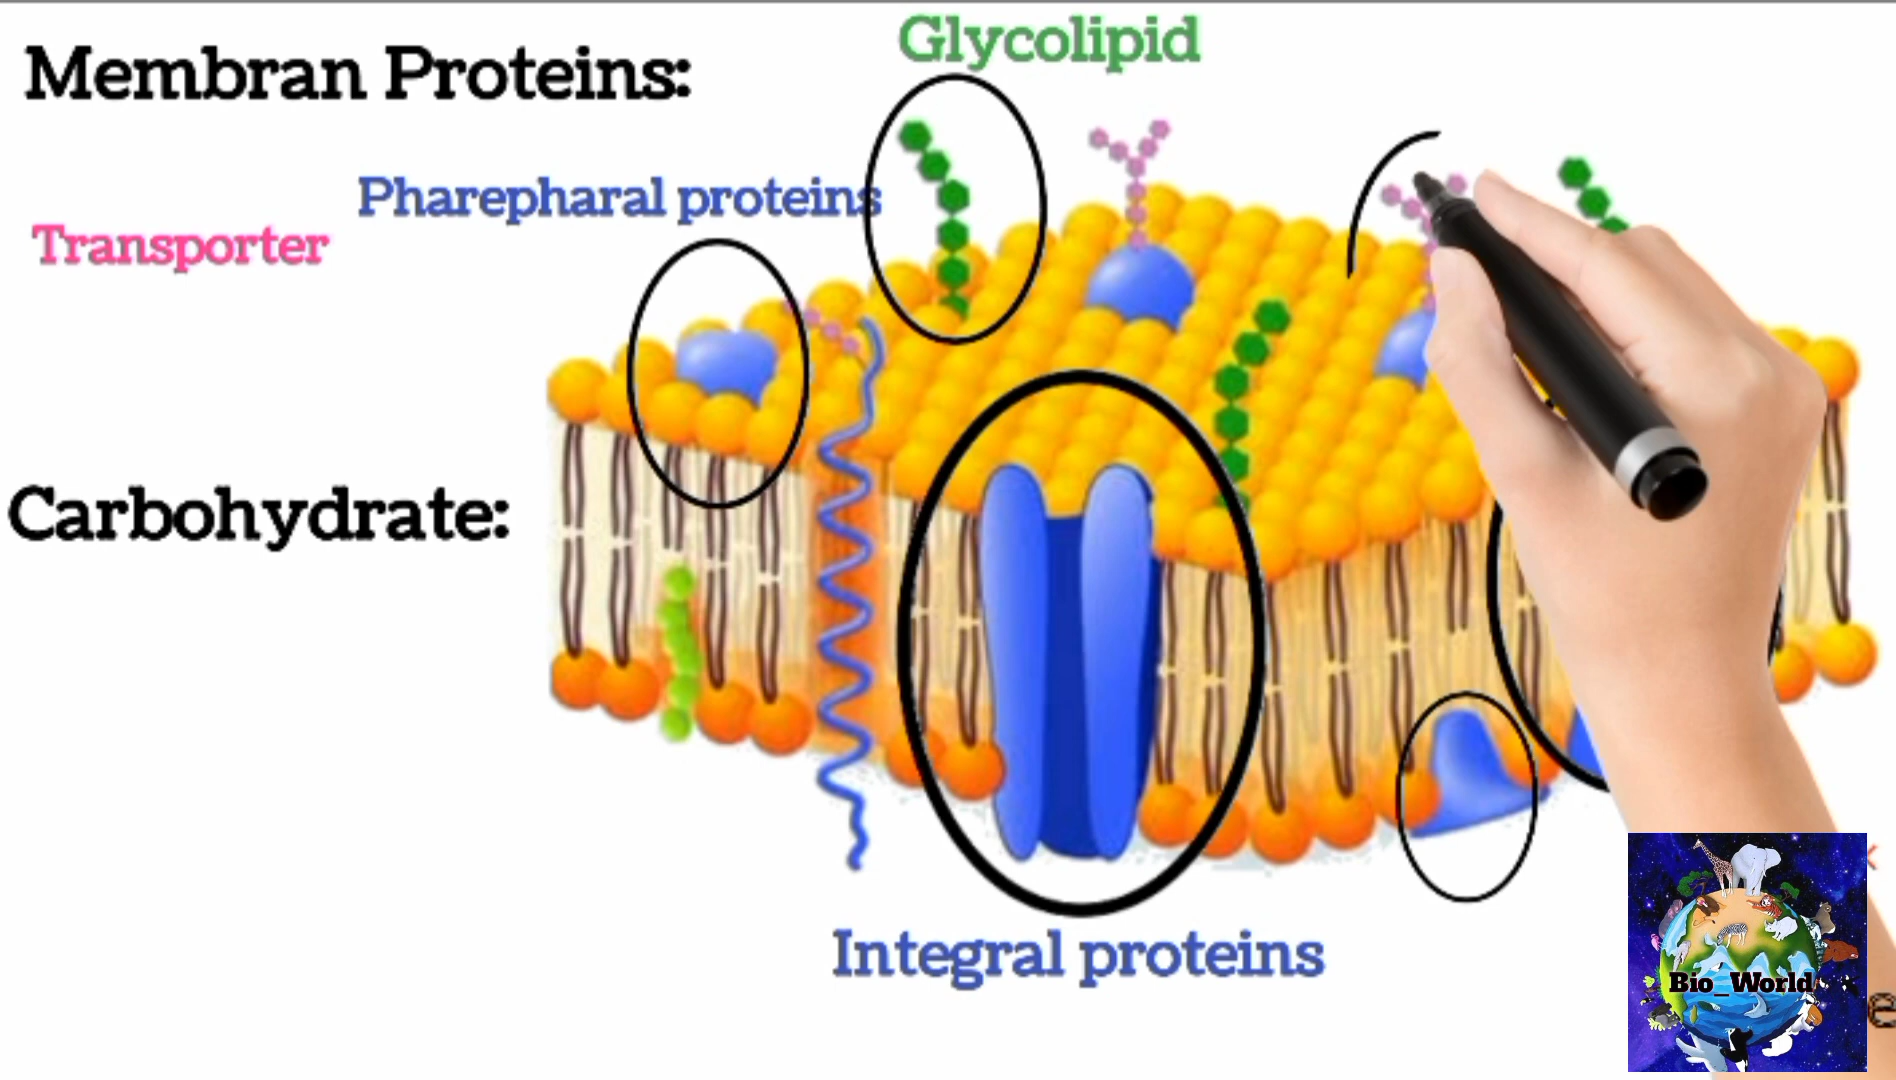 Glycolipid
Membran Proteins:
Pharepharal proteins
Transporter
Carbohydrate:
Integral proteins
Bio_World